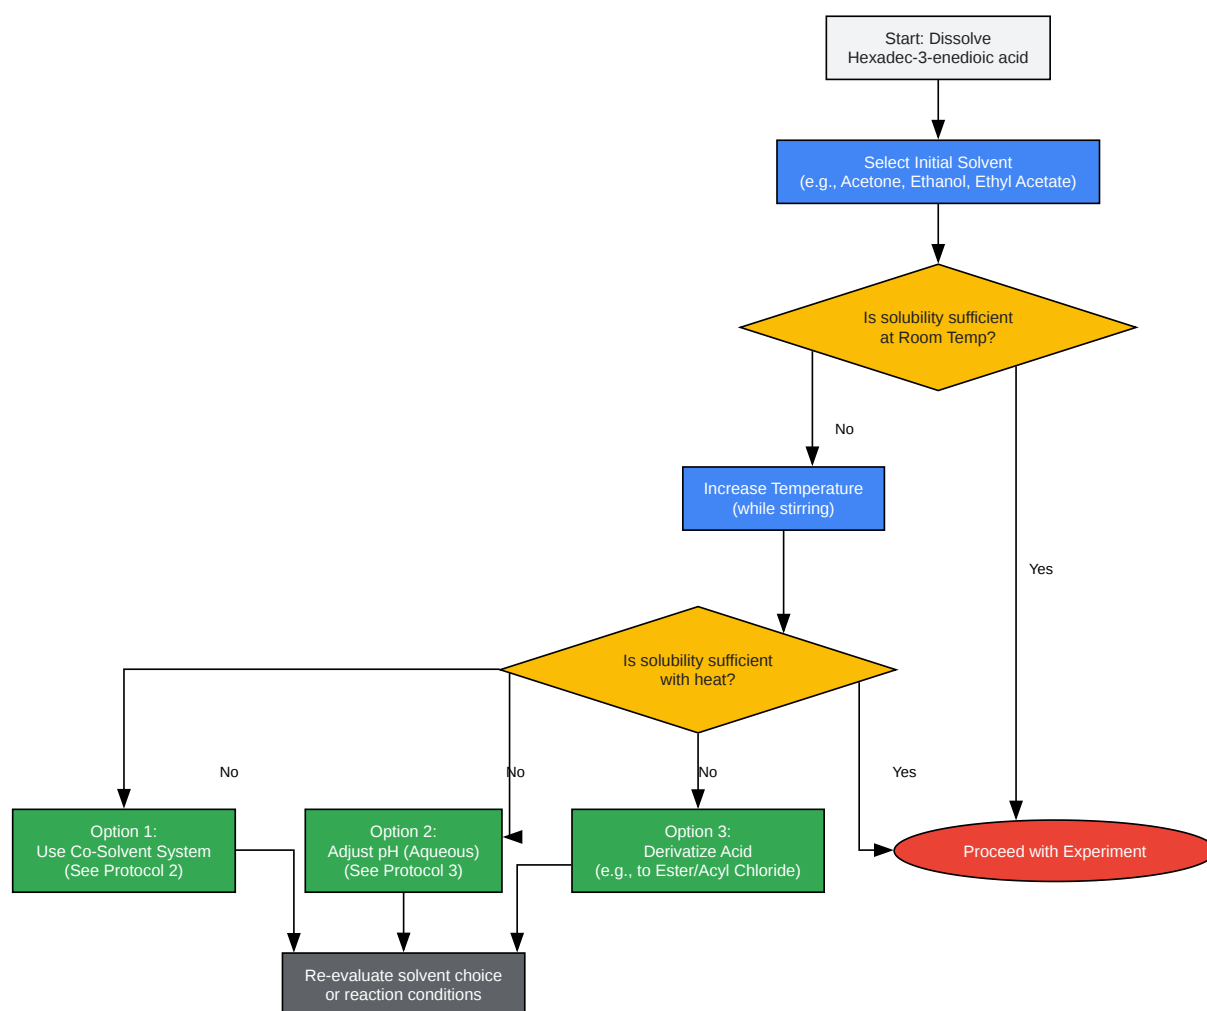 Start: Dissolve
Hexadec-3-enedioic acid
Select Initial Solvent
(e.g., Acetone, Ethanol, Ethyl Acetate)
Is solubility sufficient
at Room Temp?
No
Increase Temperature
(while stirring)
Yes
Is solubility sufficient
with heat?
No
No
No
Yes
Option 1:
Use Co-Solvent System
(See Protocol 2)
Option 2:
Adjust pH (Aqueous)
(See Protocol 3)
Option 3:
Derivatize Acid
(e.g., to Ester/Acyl Chloride)
Proceed with Experiment
Re-evaluate solvent choice
or reaction conditions